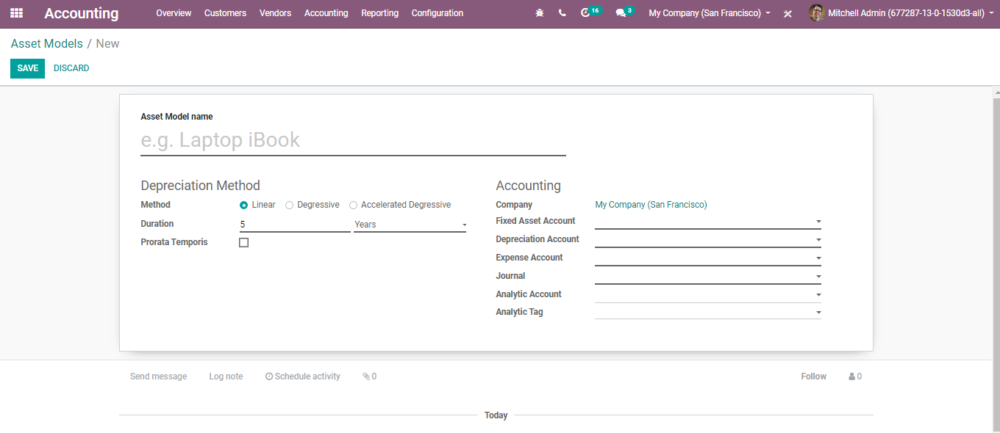 Accounting Overview Customers Vendors Accounting Reporting Configuration 16 3 My Company (San Francisco) Mitchell Admin (677287-13-0-1530d3-all)
Asset Models / New
SAVE DISCARD
Asset Model name
e.g. Laptop iBook
Depreciation Method
Method Linear Degressive Accelerated Degressive
Duration 5 Years
Prorata Temporis
Accounting
Company My Company (San Francisco)
Fixed Asset Account
Depreciation Account
Expense Account
Journal
Analytic Account
Analytic Tag
Send message Log note Schedule activity 0 Follow 0
Today